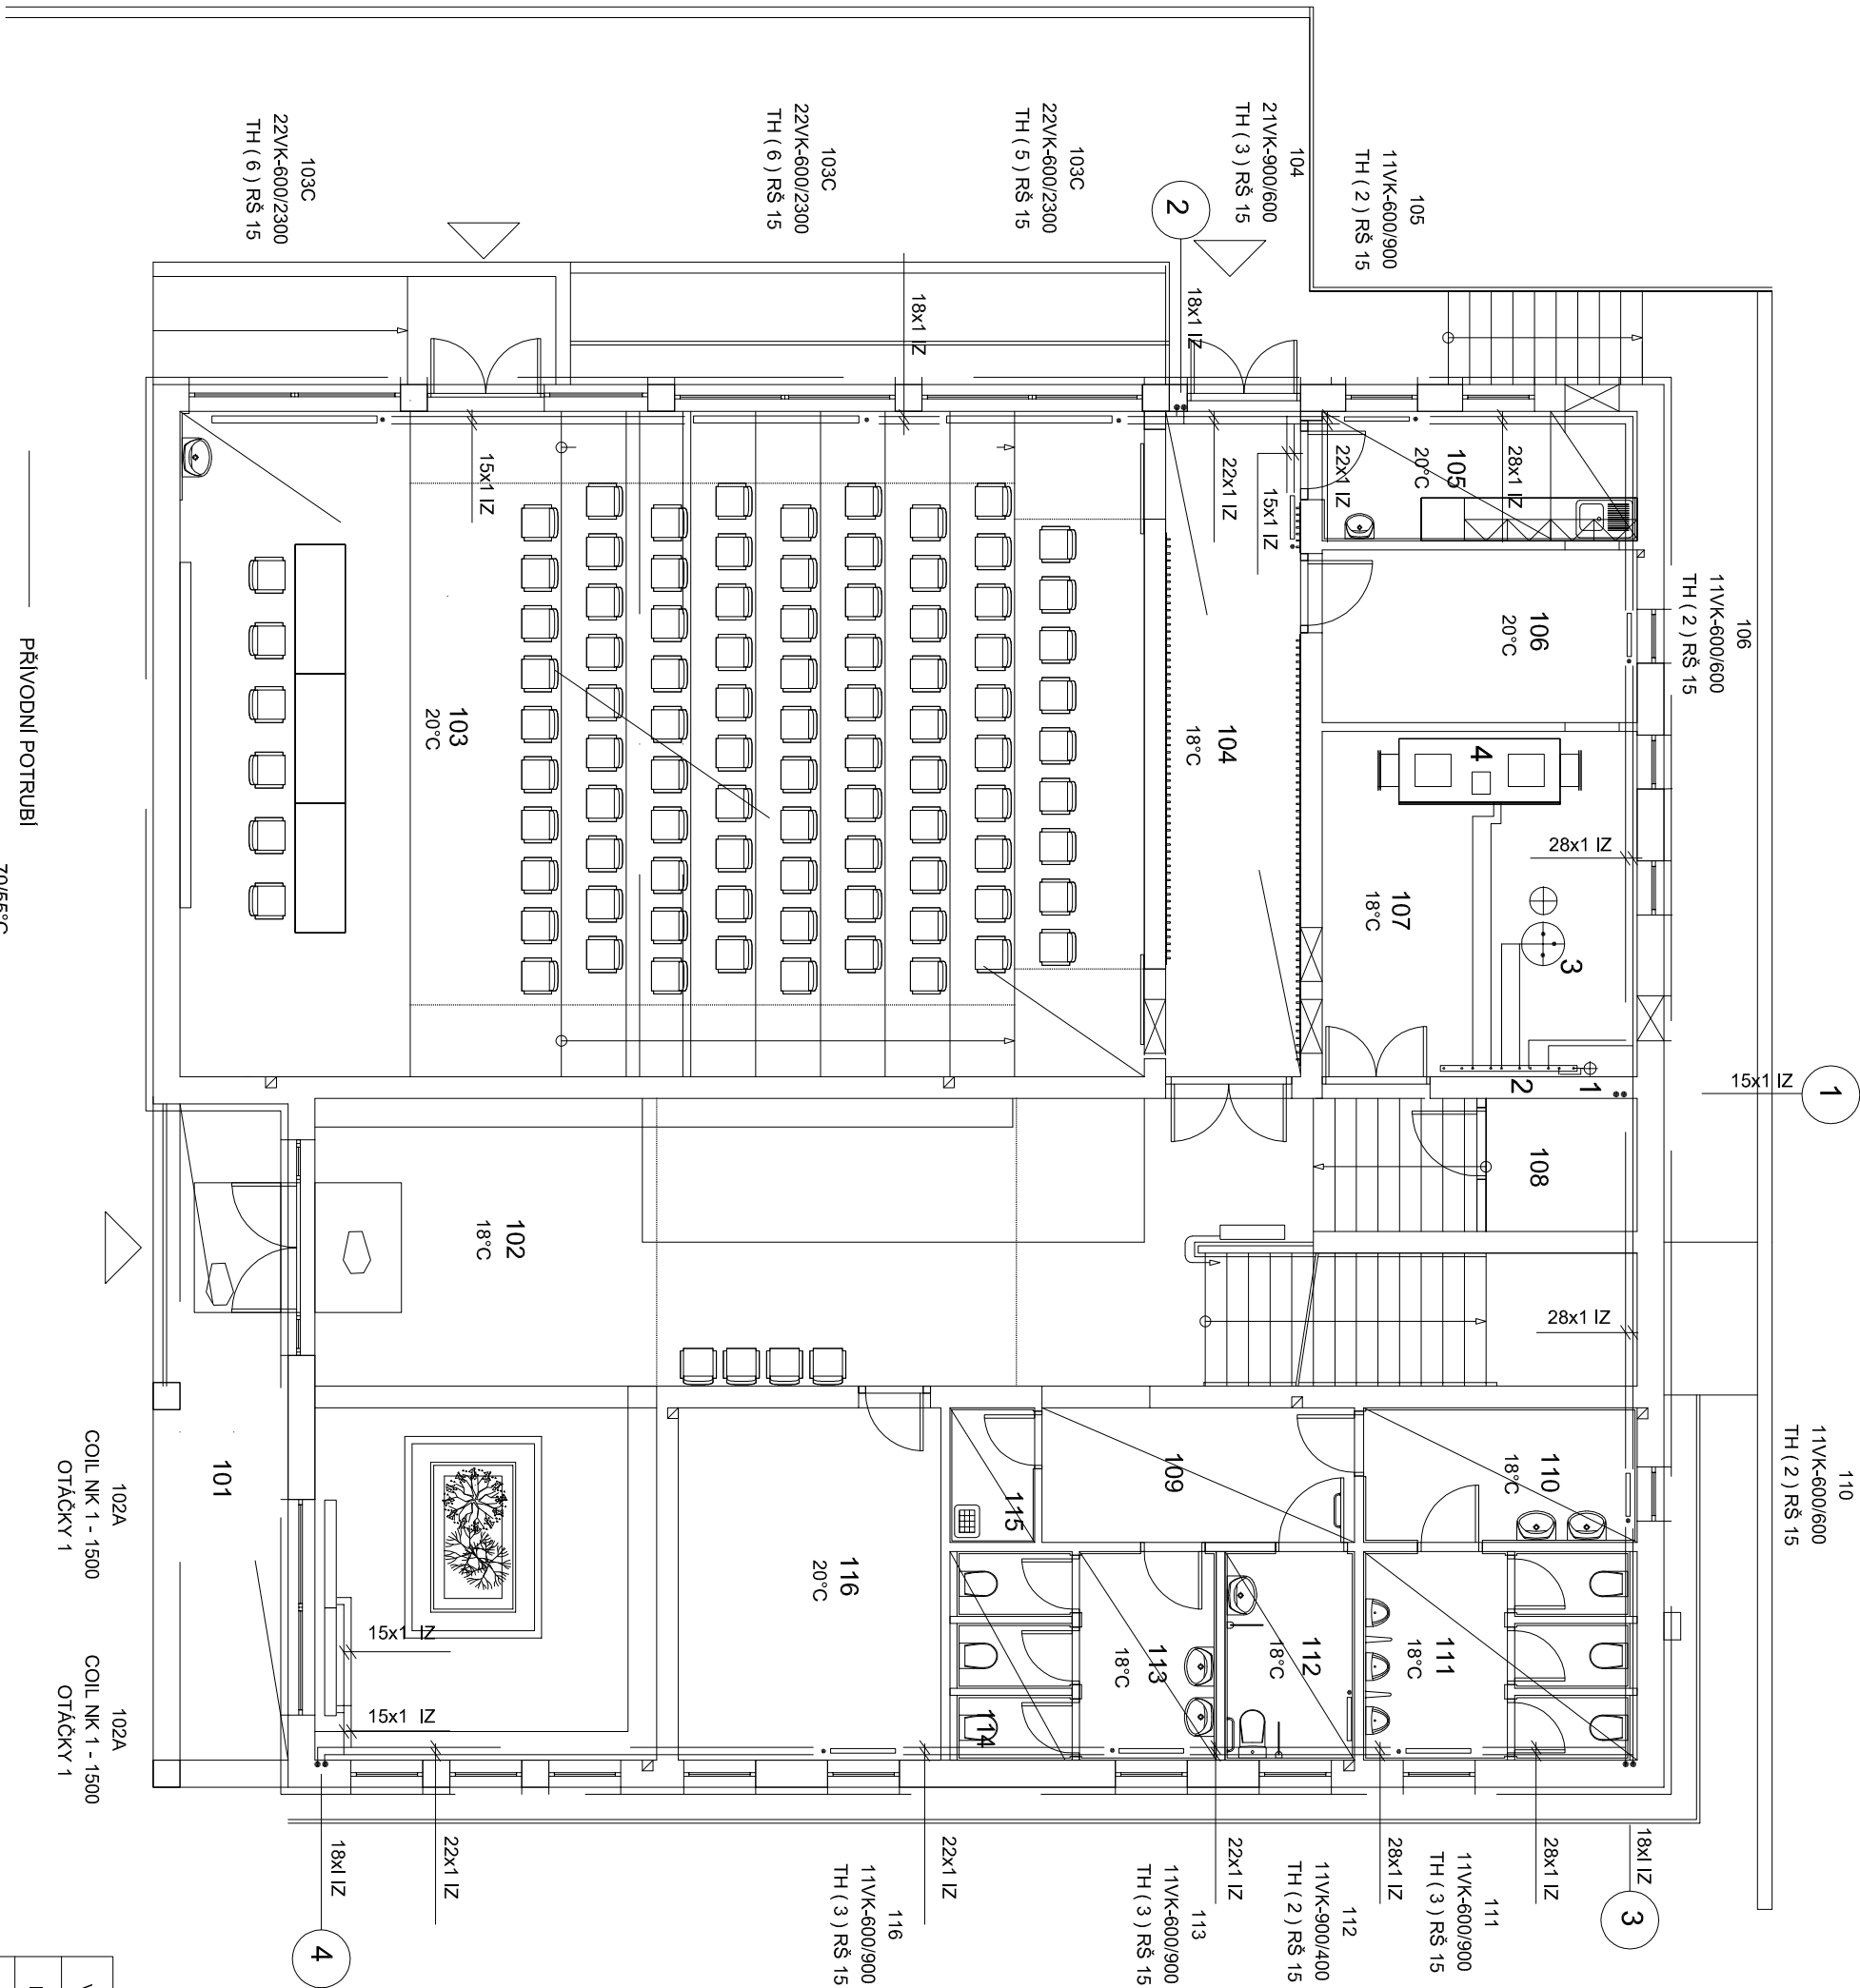 103C
22VK-600/2300
TH ( 6 ) RŠ 15
103C
22VK-600/2300
TH ( 6 ) RŠ 15
103C
22VK-600/2300
TH ( 5 ) RŠ 15
104
21VK-900/600
TH ( 3 ) RŠ 15
105
11VK-600/900
TH ( 2 ) RŠ 15
106
11VK-600/600
TH ( 2 ) RŠ 15
110
11VK-600/600
TH ( 2 ) RŠ 15
111
11VK-600/900
TH ( 3 ) RŠ 15
112
11VK-900/400
TH ( 2 ) RŠ 15
113
11VK-600/900
TH ( 3 ) RŠ 15
116
11VK-600/900
TH ( 3 ) RŠ 15
102A
COIL NK 1 - 1500
OTÁČKY 1
102A
COIL NK 1 - 1500
OTÁČKY 1
1
15x1 IZ
2
18x1 IZ
3
18xI IZ
4
18xI IZ
18x1 IZ
15x1 IZ
22x1 IZ
15x1 IZ
22x1 IZ
28x1 IZ
28x1 IZ
28x1 IZ
28x1 IZ
28x1 IZ
22x1 IZ
22x1 IZ
22x1 IZ
15x1 IZ
15x1 IZ
101
102
18°C
103
20°C
104
18°C
105
20°C
106
20°C
107
18°C
108
109
110
18°C
111
18°C
112
18°C
113
18°C
114
115
116
20°C
1
2
3
4
PŘÍVODNÍ POTRUBÍ
70/55°C